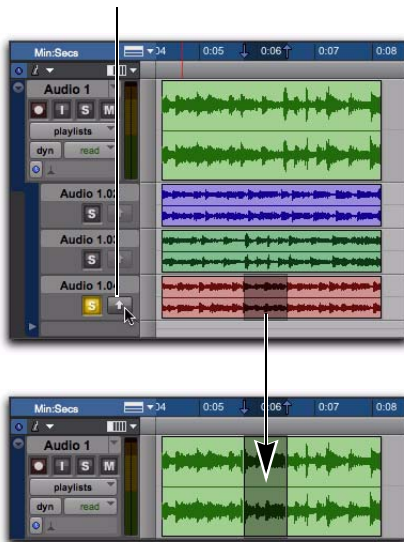 Min:Secs 04 0:05 0:06 0:07 0:08
Audio 1
I S M
playlists
dyn read
Audio 1.02
S
Audio 1.03
S
Audio 1.04
S
Min:Secs 04 0:05 0:06 0:07 0:08
Audio 1
I S M
playlists
dyn read